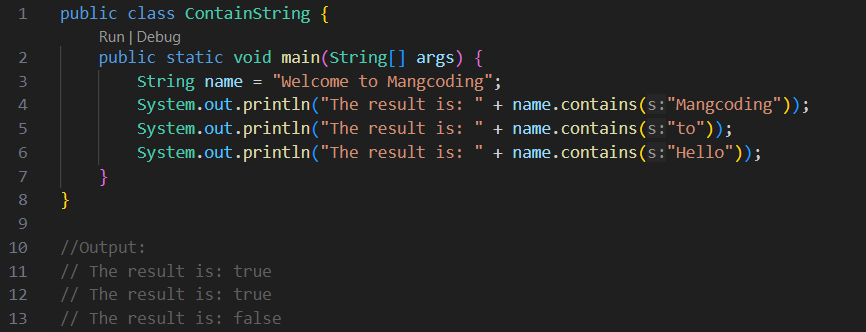 1 public class ContainString {
Run | Debug
2 public static void main(String[] args) {
3 String name = "Welcome to Mangcoding";
4 System.out.println("The result is: " + name.contains(s:"Mangcoding"));
5 System.out.println("The result is: " + name.contains(s:"to"));
6 System.out.println("The result is: " + name.contains(s:"Hello"));
7 }
8 }
9
10 //Output:
11 // The result is: true
12 // The result is: true
13 // The result is: false